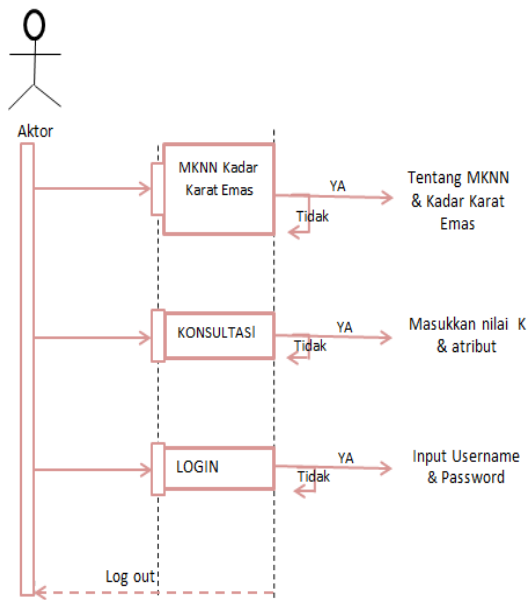 Aktor
MKNN Kadar
Karat Emas
YA
Tidak
Tentang MKNN
& Kadar Karat
Emas
KONSULTASİ
YA
Tidak
Masukkan nilai K
& atribut
LOGIN
YA
Tidak
Input Username
& Password
Log out